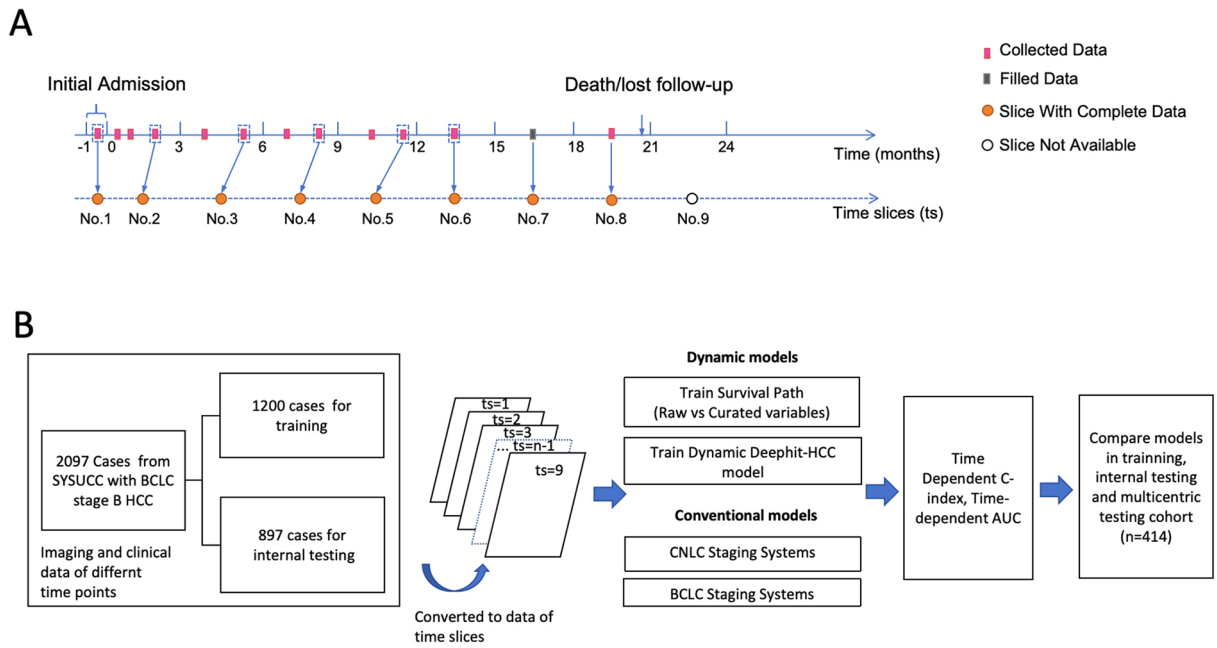 A
Initial Admission
Death/lost follow-up
Collected Data
Filled Data
Slice With Complete Data
Slice Not Available
-1 0 3 6 9 12 15 18 21 24
Time (months)
No.1 No.2 No.3 No.4 No.5 No.6 No.7 No.8 No.9
Time slices (ts)
B
2097 Cases from
SYSUCC with BCLC
stage B HCC
1200 cases for
training
897 cases for
internal testing
Imaging and clinical
data of differnt
time points
ts=1
ts=2
ts=3
... ts=n-1
ts=9
Converted to data of
time slices
Dynamic models
Train Survival Path
(Raw vs Curated variables)
Train Dynamic Deephit-HCC
model
Conventional models
CNLC Staging Systems
BCLC Staging Systems
Time
Dependent C-
index, Time-
dependent AUC
Compare models
in trainning,
internal testing
and multicentric
testing cohort
(n=414)